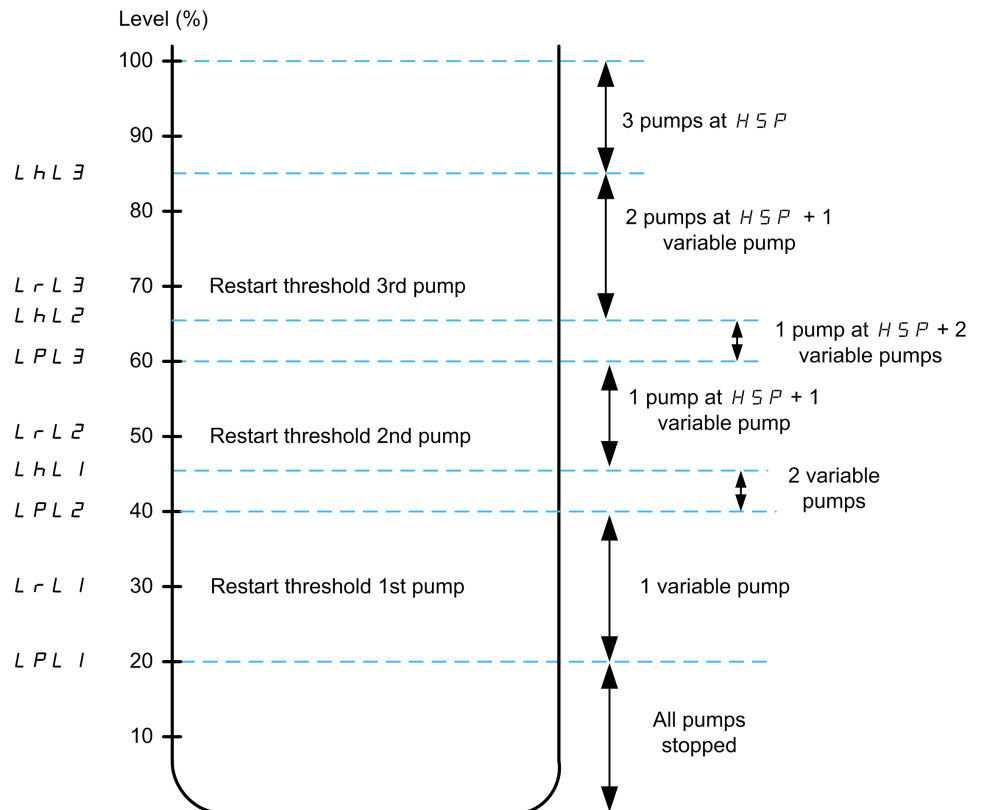 Level (%)
100
3 pumps at HSP
90
LhL3
80
2 pumps at HSP + 1
variable pump
LrL3 70 Restart threshold 3rd pump
LhL2
1 pump at HSP + 2
variable pumps
LPL3 60
1 pump at HSP + 1
variable pump
LrL2 50 Restart threshold 2nd pump
LhL1
2 variable
pumps
LPL2 40
LrL1 30 Restart threshold 1st pump 1 variable pump
LPL1 20
All pumps
stopped
10